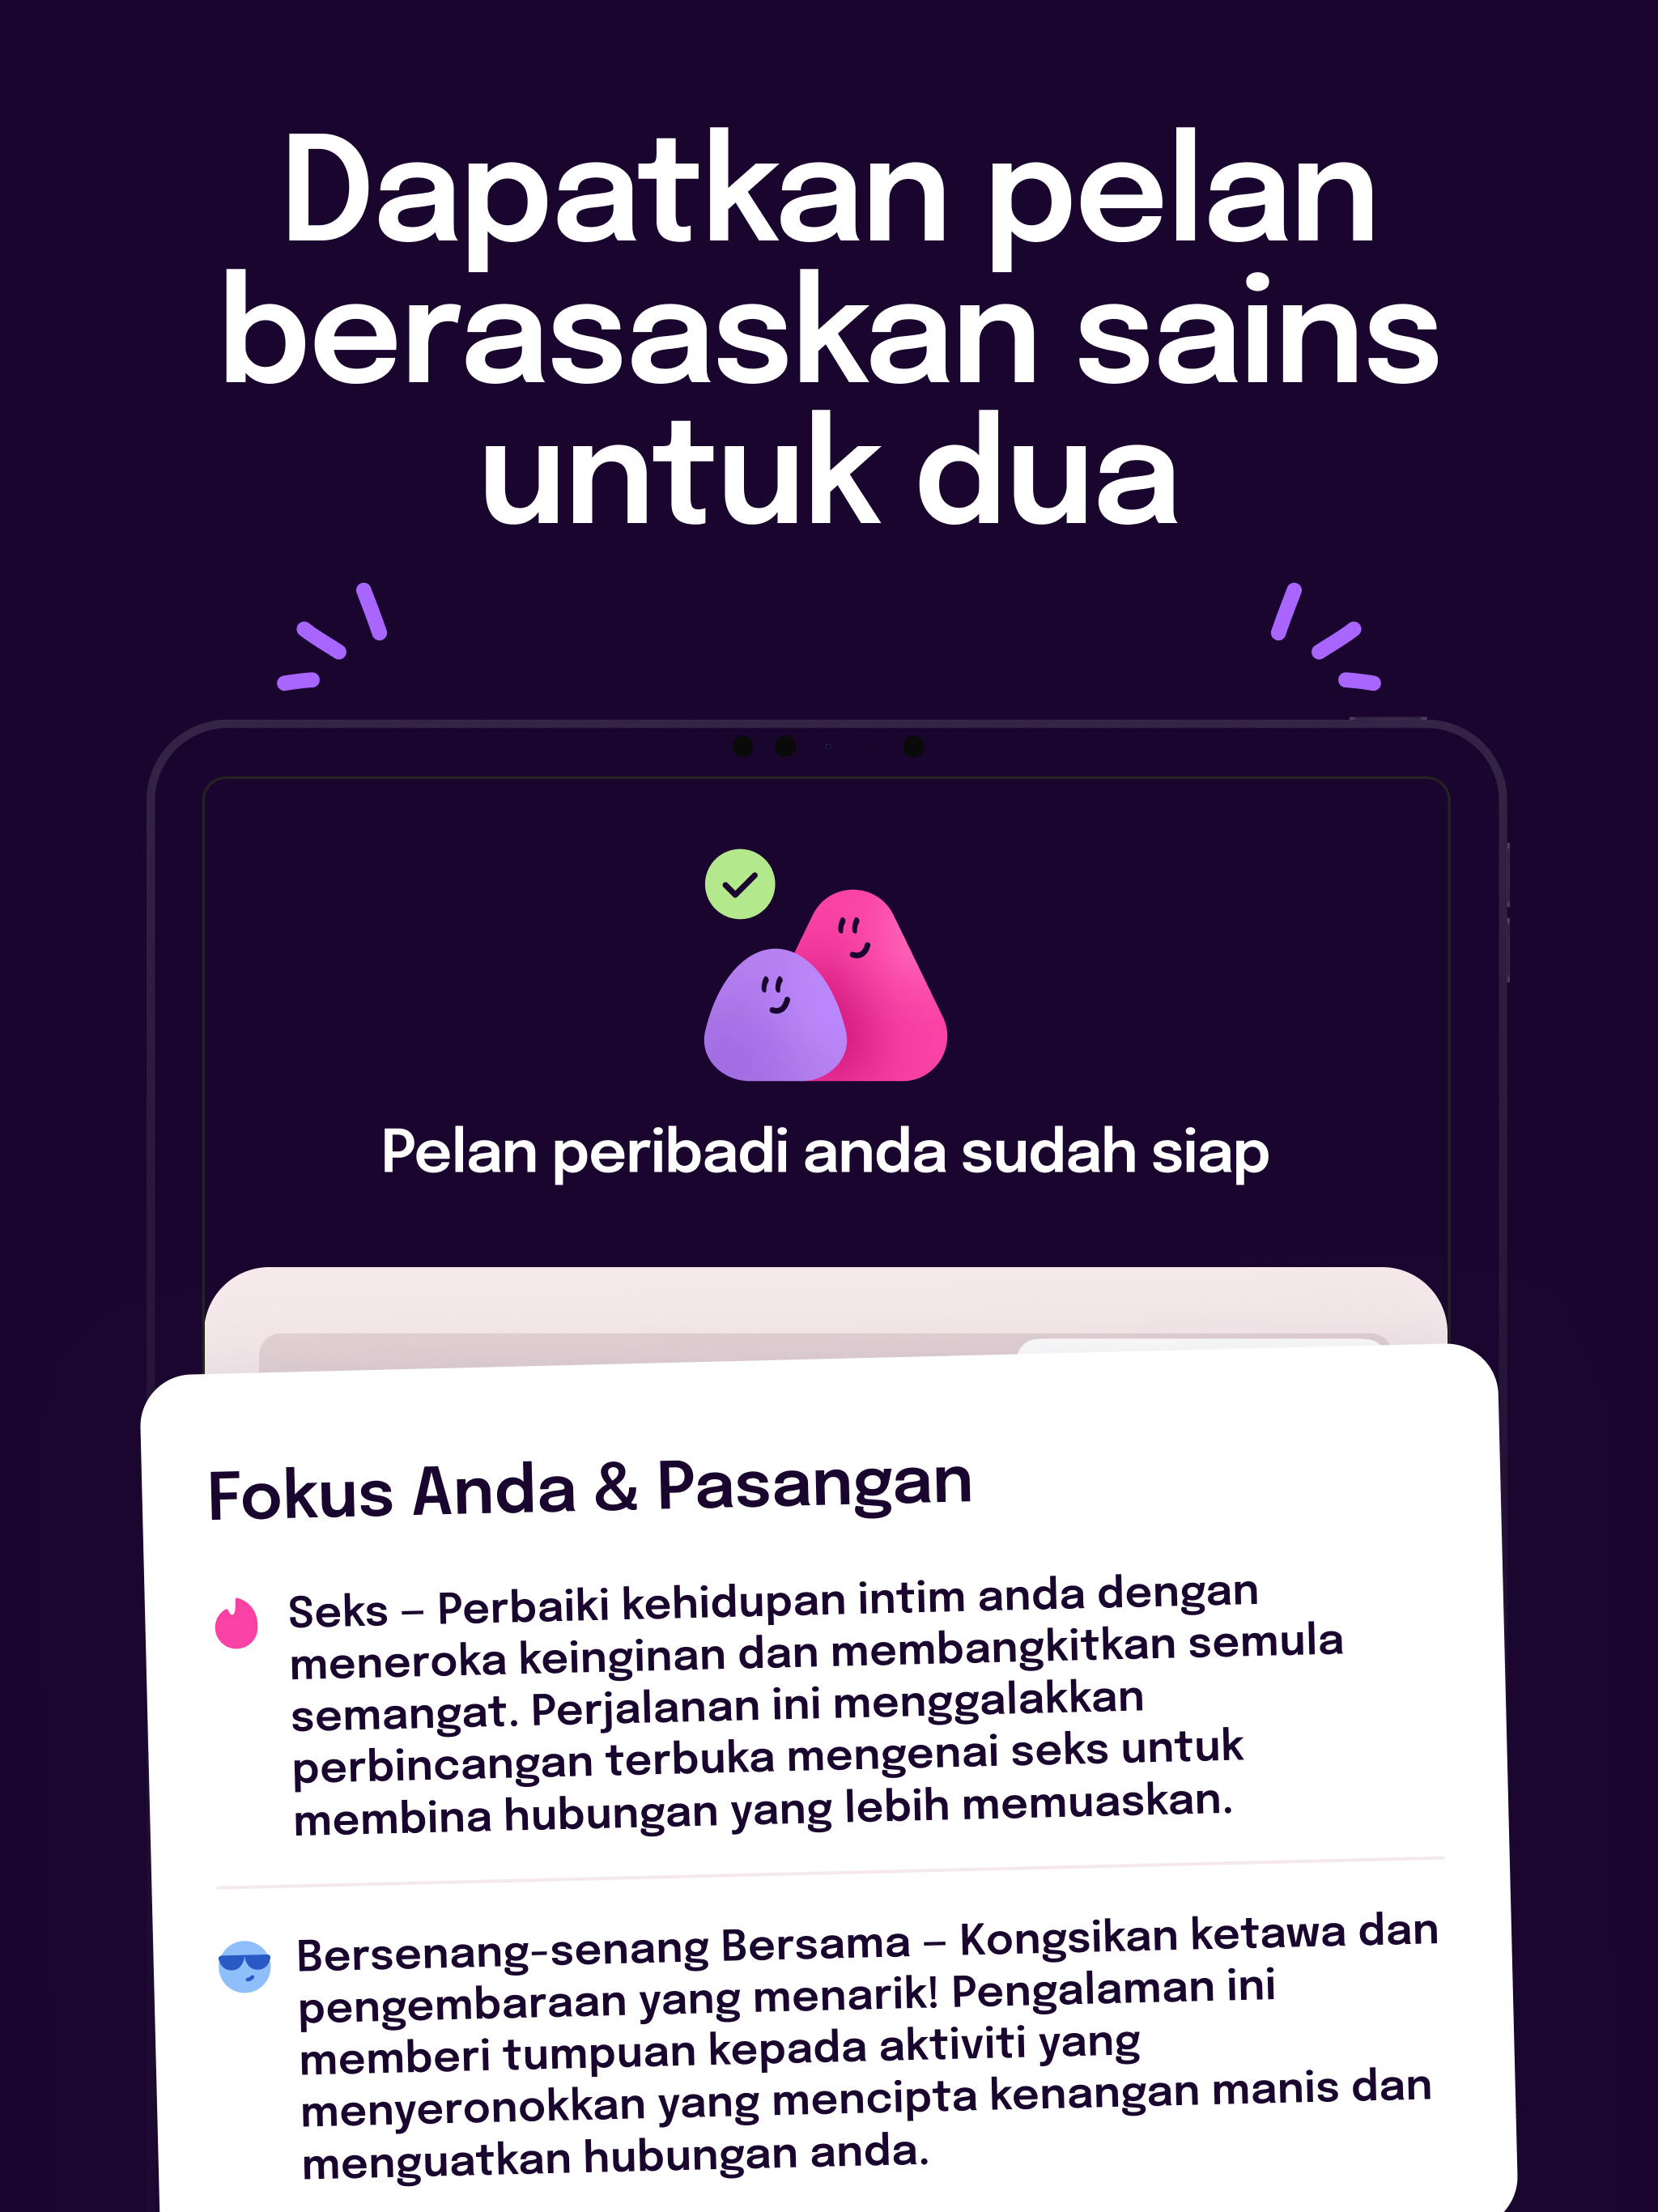 Dapatkan pelan
berasaskan sains
untuk dua
Pelan peribadi anda sudah siap
Fokus Anda & Pasangan
Seks – Perbaiki kehidupan intim anda dengan
meneroka keinginan dan membangkitkan semula
semangat. Perjalanan ini menggalakkan
perbincangan terbuka mengenai seks untuk
membina hubungan yang lebih memuaskan.
Bersenang-senang Bersama – Kongsikan ketawa dan
pengembaraan yang menarik! Pengalaman ini
memberi tumpuan kepada aktiviti yang
menyeronokkan yang mencipta kenangan manis dan
menguatkan hubungan anda.